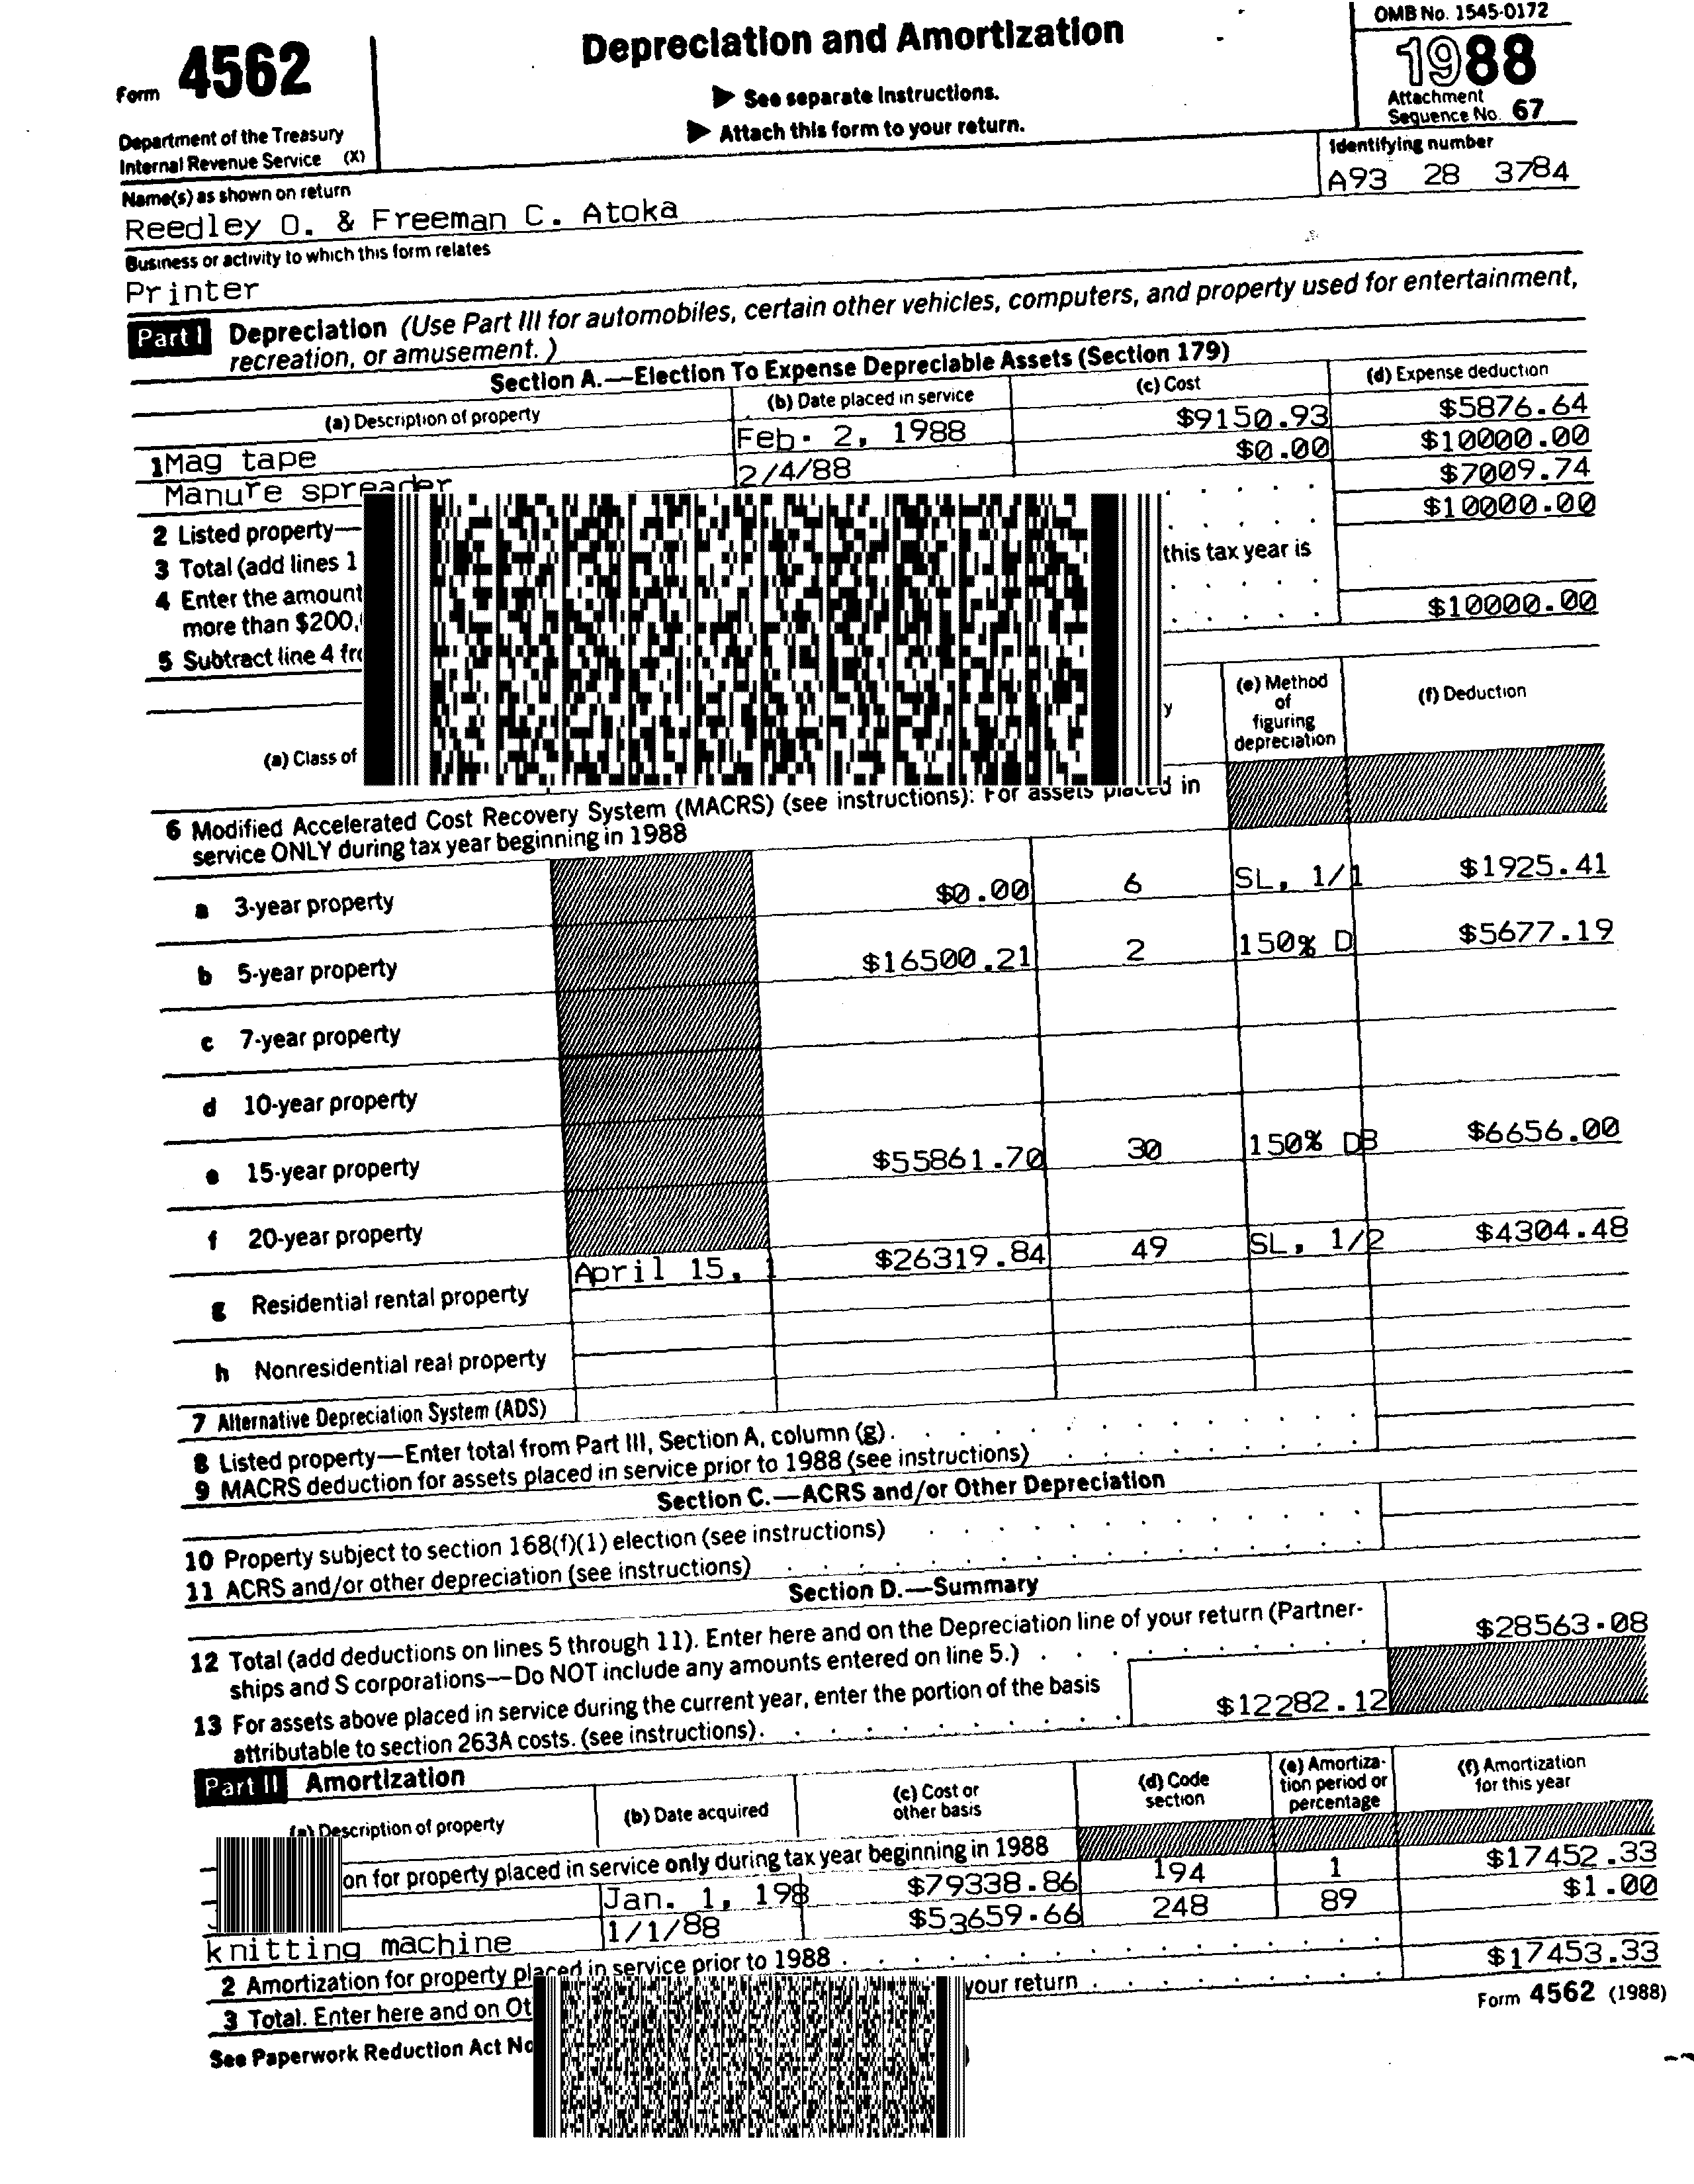 Form 4562
Department of the Treasury
Internal Revenue Service (X)
Depreciation and Amortization
▶ See separate Instructions.
▶ Attach this form to your return.
OMB No. 1545-0172
1988
Attachment
Sequence No. 67
Name(s) as shown on return
Reedley O. & Freeman C. Atoka
Identifying number
A93 28 3784
Business or activity to which this form relates
Printer
Part I Depreciation (Use Part III for automobiles, certain other vehicles, computers, and property used for entertainment,
recreation, or amusement.)
Section A.—Election To Expense Depreciable Assets (Section 179)
(a) Description of property (b) Date placed in service (c) Cost (d) Expense deduction
1 Mag tape Feb. 2, 1988 $9150.93 $5876.64
Manure spreader 2/4/88 $0.00 $10000.00
2 Listed property— $7009.74
3 Total (add lines 1 $10000.00
4 Enter the amount this tax year is
more than $200,
5 Subtract line 4 $10000.00
(a) Class of (e) Method of figuring depreciation (f) Deduction
6 Modified Accelerated Cost Recovery System (MACRS) (see instructions): For assets placed in
service ONLY during tax year beginning in 1988
a 3-year property $0.00 6 SL, 1/1 $1925.41
b 5-year property $16500.21 2 150% D $5677.19
c 7-year property
d 10-year property
e 15-year property $55861.70 30 150% DB $6656.00
f 20-year property
g Residential rental property April 15, 1 $26319.84 49 SL, 1/2 $4304.48
h Nonresidential real property
7 Alternative Depreciation System (ADS)
8 Listed property—Enter total from Part III, Section A, column (g).
9 MACRS deduction for assets placed in service prior to 1988 (see instructions)
Section C.—ACRS and/or Other Depreciation
10 Property subject to section 168(f)(1) election (see instructions)
11 ACRS and/or other depreciation (see instructions)
Section D.—Summary
12 Total (add deductions on lines 5 through 11). Enter here and on the Depreciation line of your return (Partner-
ships and S corporations—Do NOT include any amounts entered on line 5.) $28563.08
13 For assets above placed in service during the current year, enter the portion of the basis
attributable to section 263A costs. (see instructions). $12282.12
Part II Amortization
(a) Description of property (b) Date acquired (c) Cost or other basis (d) Code section (e) Amortiza-tion period or percentage (f) Amortization for this year
on for property placed in service only during tax year beginning in 1988
Jan. 1, 198 $79338.86 194 1 $17452.33
knitting machine 1/1/88 $53659.66 248 89 $1.00
2 Amortization for property placed in service prior to 1988
3 Total. Enter here and on Ot your return $17453.33
See Paperwork Reduction Act No
Form 4562 (1988)